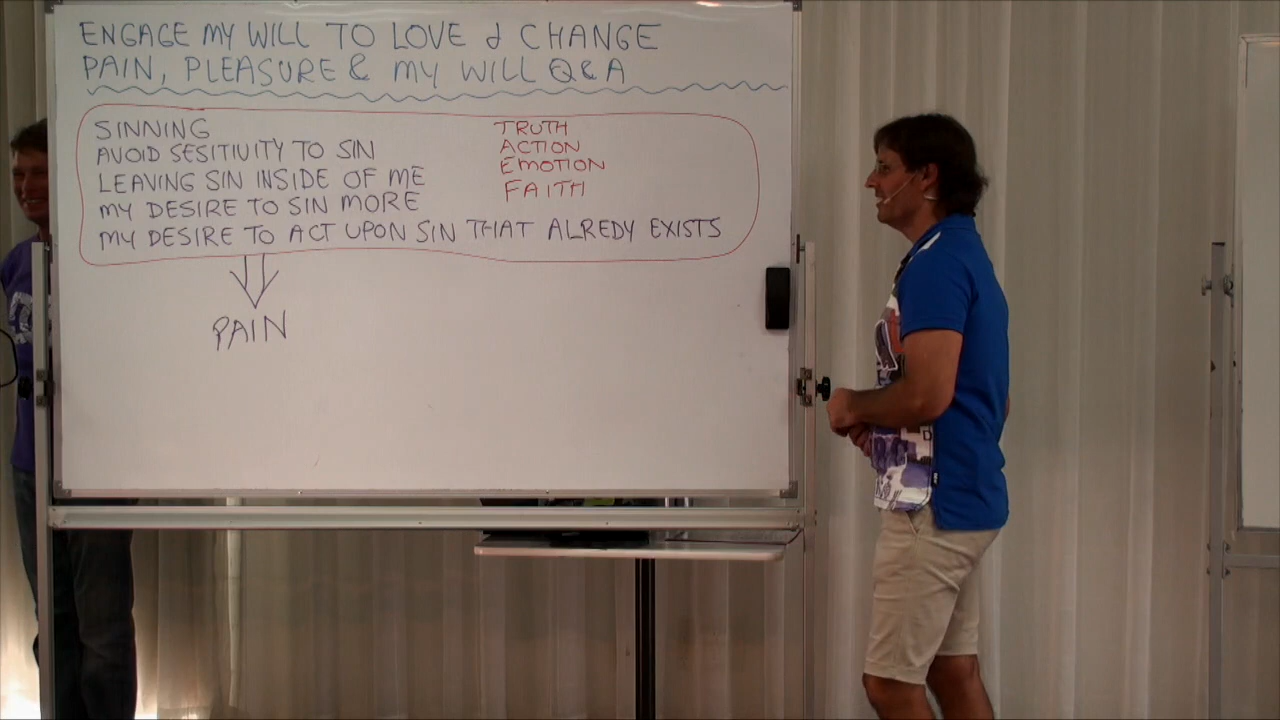 ENGAGE MY WILL TO LOVE & CHANGE
PAIN, PLEASURE & MY WILL Q&A
SINNING
AVOID SESITIUITY TO SIN
LEAVING SIN INSIDE OF ME
MY DESIRE TO SIN MORE
MY DESIRE TO ACT UPON SIN THAT ALREDY EXISTS
TRUTH
ACTION
EMOTION
FAITH
PAIN